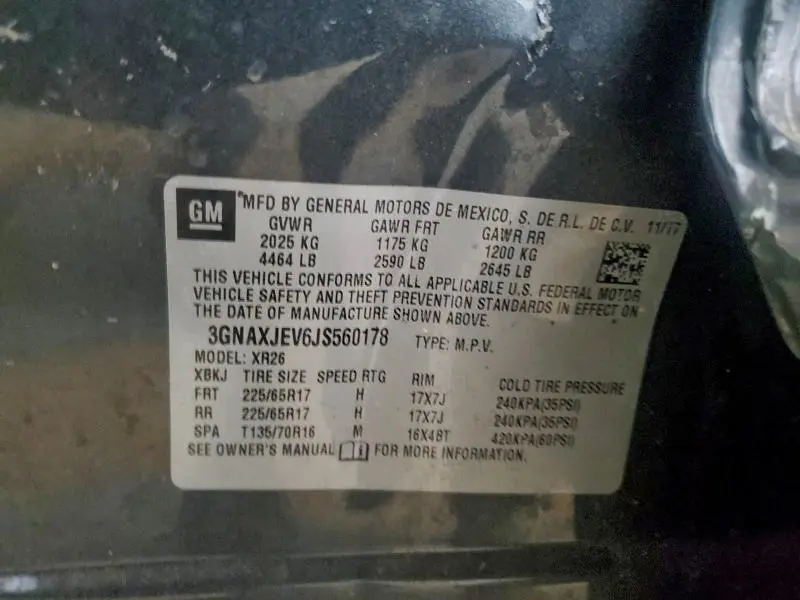 GM
*MFD BY GENERAL MOTORS DE MEXICO, S. DE R.L. DE C.V. 11/17
GVWR GAWR FRT GAWR RR
2025 KG 1175 KG 1200 KG
4464 LB 2590 LB 2645 LB
THIS VEHICLE CONFORMS TO ALL APPLICABLE U.S. FEDERAL MOTOR
VEHICLE SAFETY AND THEFT PREVENTION STANDARDS IN EFFECT ON
THE DATE OF MANUFACTURE SHOWN ABOVE.
3GNAXJEV6JS560178 TYPE: M.P.V.
MODEL: XR26
XBKJ TIRE SIZE SPEED RTG RIM COLD TIRE PRESSURE
FRT 225/65R17 H 17X7J 240KPA(35PSI)
RR 225/65R17 H 17X7J 240KPA(35PSI)
SPA T135/70R16 M 16X4BT 420KPA(60PSI)
SEE OWNER'S MANUAL FOR MORE INFORMATION.